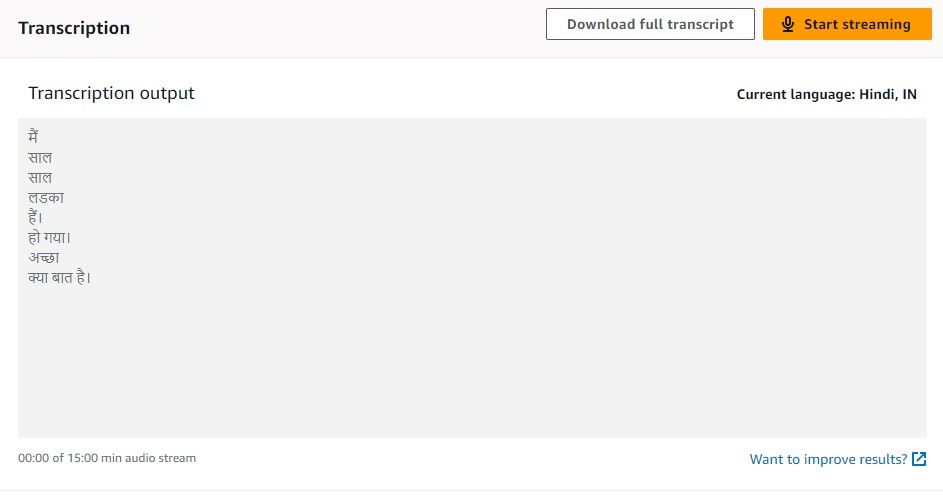 Transcription
Download full transcript
Start streaming
Transcription output
Current language: Hindi, IN
मैं
साल
साल
लडका
हैं।
हो गया।
अच्छा
क्या बात है।
00:00 of 15:00 min audio stream
Want to improve results?